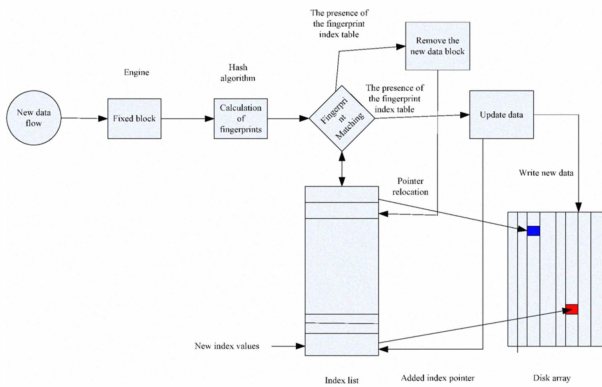 The presence of
the fingerprint
index table
Remove the
new data block
Engine
Hash
algorithm
The presence of
the fingerprint
index table
New data
flow
Fixed block
Calculation
of
fingerprints
Fingerpri
nt
Matching
Update data
Pointer
relocation
Write new data
New index values
Index list
Added index pointer
Disk array